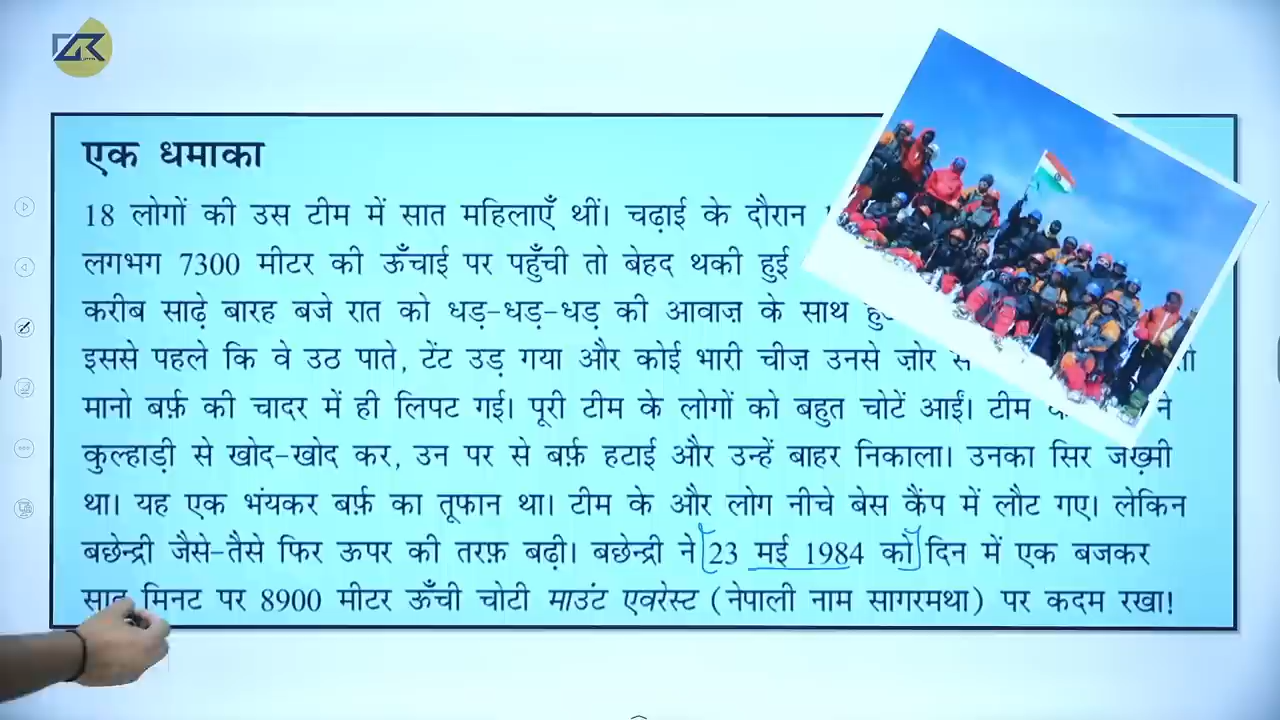 एक धमाका
18 लोगों की उस टीम में सात महिलाएँ थीं। चढ़ाई के दौरान
लगभग 7300 मीटर की ऊँचाई पर पहुँची तो बेहद थकी हुई
करीब साढ़े बारह बजे रात को धड़-धड़-धड़ की आवाज़ के साथ
इससे पहले कि वे उठ पाते, टेंट उड़ गया और कोई भारी चीज़ उनसे ज़ोर
मानो बर्फ़ की चादर में ही लिपट गई। पूरी टीम के लोगों को बहुत चोटें आईं। टीम ने
कुल्हाड़ी से खोद-खोद कर, उन पर से बर्फ़ हटाई और उन्हें बाहर निकाला। उनका सिर जख़्मी
था। यह एक भंयकर बर्फ़ का तूफान था। टीम के और लोग नीचे बेस कैंप में लौट गए। लेकिन
बछेन्द्री जैसे-तैसे फिर ऊपर की तरफ़ बढ़ी। बछेन्द्री ने 23 मई 1984 को दिन में एक बजकर
सात मिनट पर 8900 मीटर ऊँची चोटी माउंट एवरेस्ट (नेपाली नाम सागरमथा) पर कदम रखा!